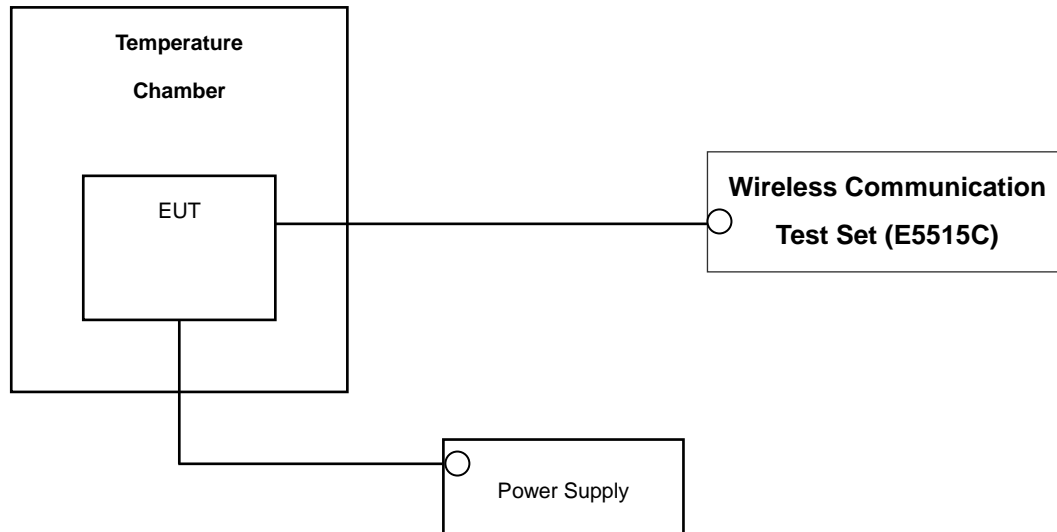 Temperature
Chamber
EUT
Wireless Communication
Test Set (E5515C)
Power Supply